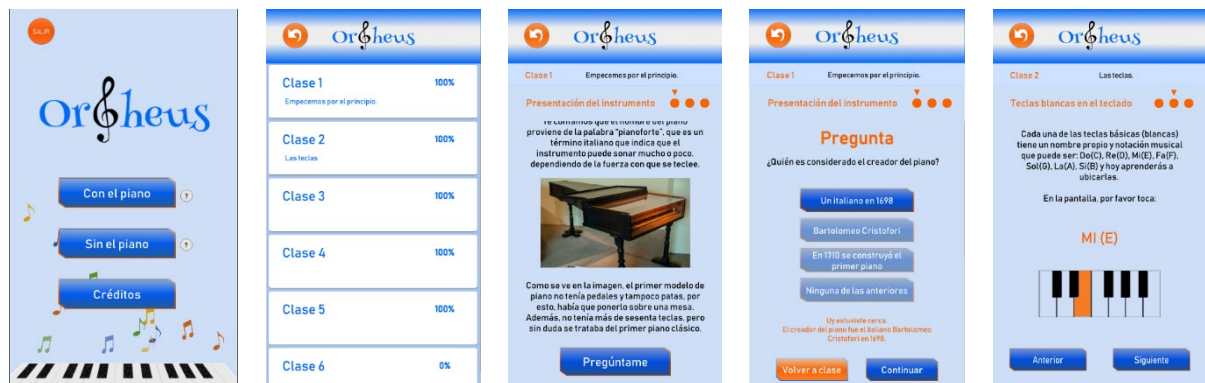 SALIR
Orpheus
Con el piano ?
Sin el piano ?
Créditos
Orpheus
Clase 1 100%
Empecemos por el principio.
Clase 2 100%
Las teclas
Clase 3 100%
Clase 4 100%
Clase 5 100%
Clase 6 0%
Orpheus
Clase 1 Empecemos por el principio.
Presentación del instrumento
Te contamos que el nombre del piano
proviene de la palabra "pianoforte", que es un
término italiano que indica que el
instrumento puede sonar mucho o poco,
dependiendo de la fuerza con que se teclee.
Como se ve en la imagen, el primer modelo de
piano no tenía pedales y tampoco patas, por
esto, había que ponerlo sobre una mesa.
Además, no tenía más de sesenta teclas, pero
sin duda se trataba del primer piano clásico.
Pregúntame
Orpheus
Clase 1 Empecemos por el principio.
Presentación del instrumento
Pregunta
¿Quién es considerado el creador del piano?
Un italiano en 1698
Bartolomeo Cristofori
En 1710 se construyó el
primer piano
Ninguna de las anteriores
Uy estuviste cerca.
El creador del piano fue el italiano Bartolomeo
Cristofori en 1698.
Volver a clase Continuar
Orpheus
Clase 2 Las teclas.
Teclas blancas en el teclado
Cada una de las teclas básicas (blancas)
tiene un nombre propio y notación musical
que puede ser: Do(C), Re(D), Mi(E), Fa(F),
Sol(G), La(A), Si(B) y hoy aprenderás a
ubicarlas.
En la pantalla, por favor toca:
MI (E)
Anterior Siguiente